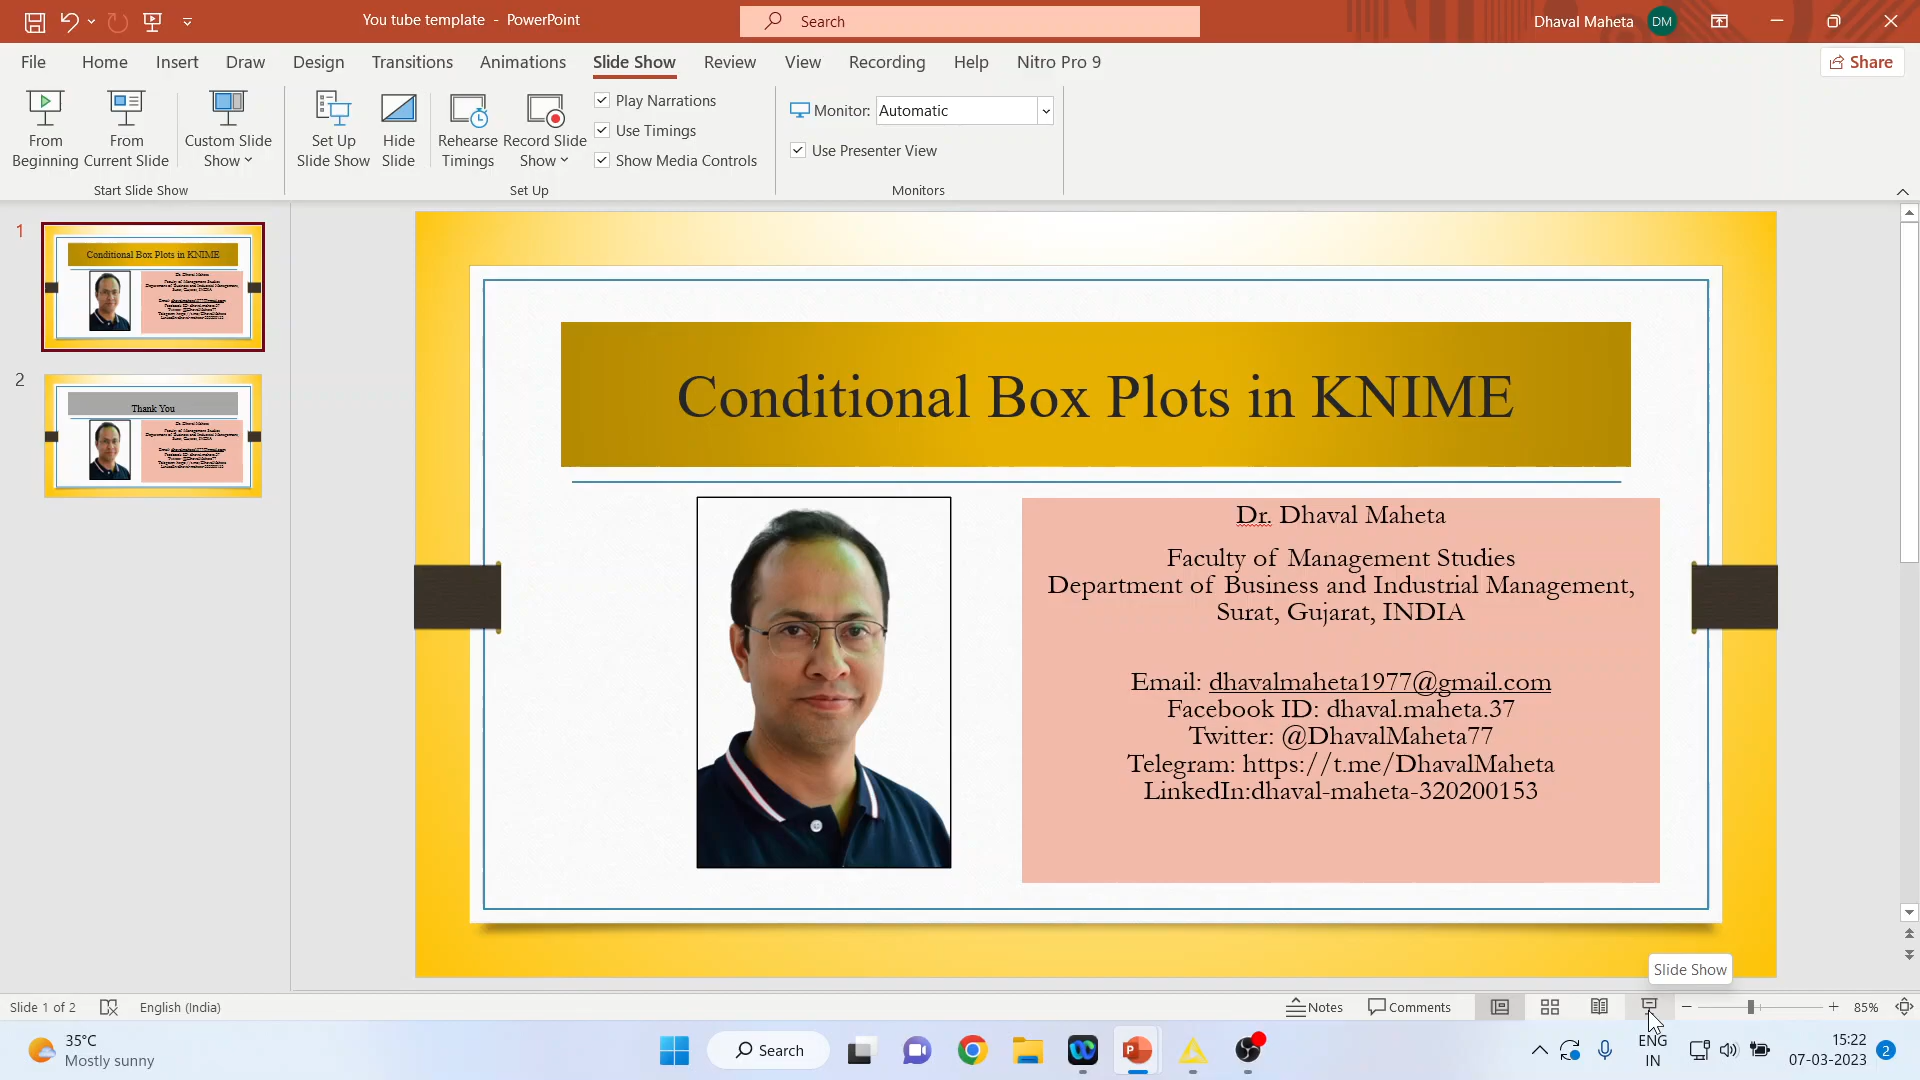 You tube template - PowerPoint
Search
Dhaval Maheta
DM
File
Home
Insert
Draw
Design
Transitions
Animations
Slide Show
Review
View
Recording
Help
Nitro Pro 9
Share
From
Beginning
From
Current Slide
Custom Slide
Show
Set Up
Slide Show
Hide
Slide
Rehearse
Timings
Record Slide
Show
Play Narrations
Use Timings
Show Media Controls
Monitor: Automatic
Use Presenter View
Start Slide Show
Set Up
Monitors
1
Conditional Box Plots in KNIME
2
Thank You
Conditional Box Plots in KNIME
Dr. Dhaval Maheta
Faculty of Management Studies
Department of Business and Industrial Management,
Surat, Gujarat, INDIA
Email: dhavalmaheta1977@gmail.com
Facebook ID: dhaval.maheta.37
Twitter: @DhavalMaheta77
Telegram: https://t.me/DhavalMaheta
LinkedIn:dhaval-maheta-320200153
Slide Show
Slide 1 of 2
English (India)
Notes
Comments
85%
35°C
Mostly sunny
Search
ENG
IN
15:22
07-03-2023
2